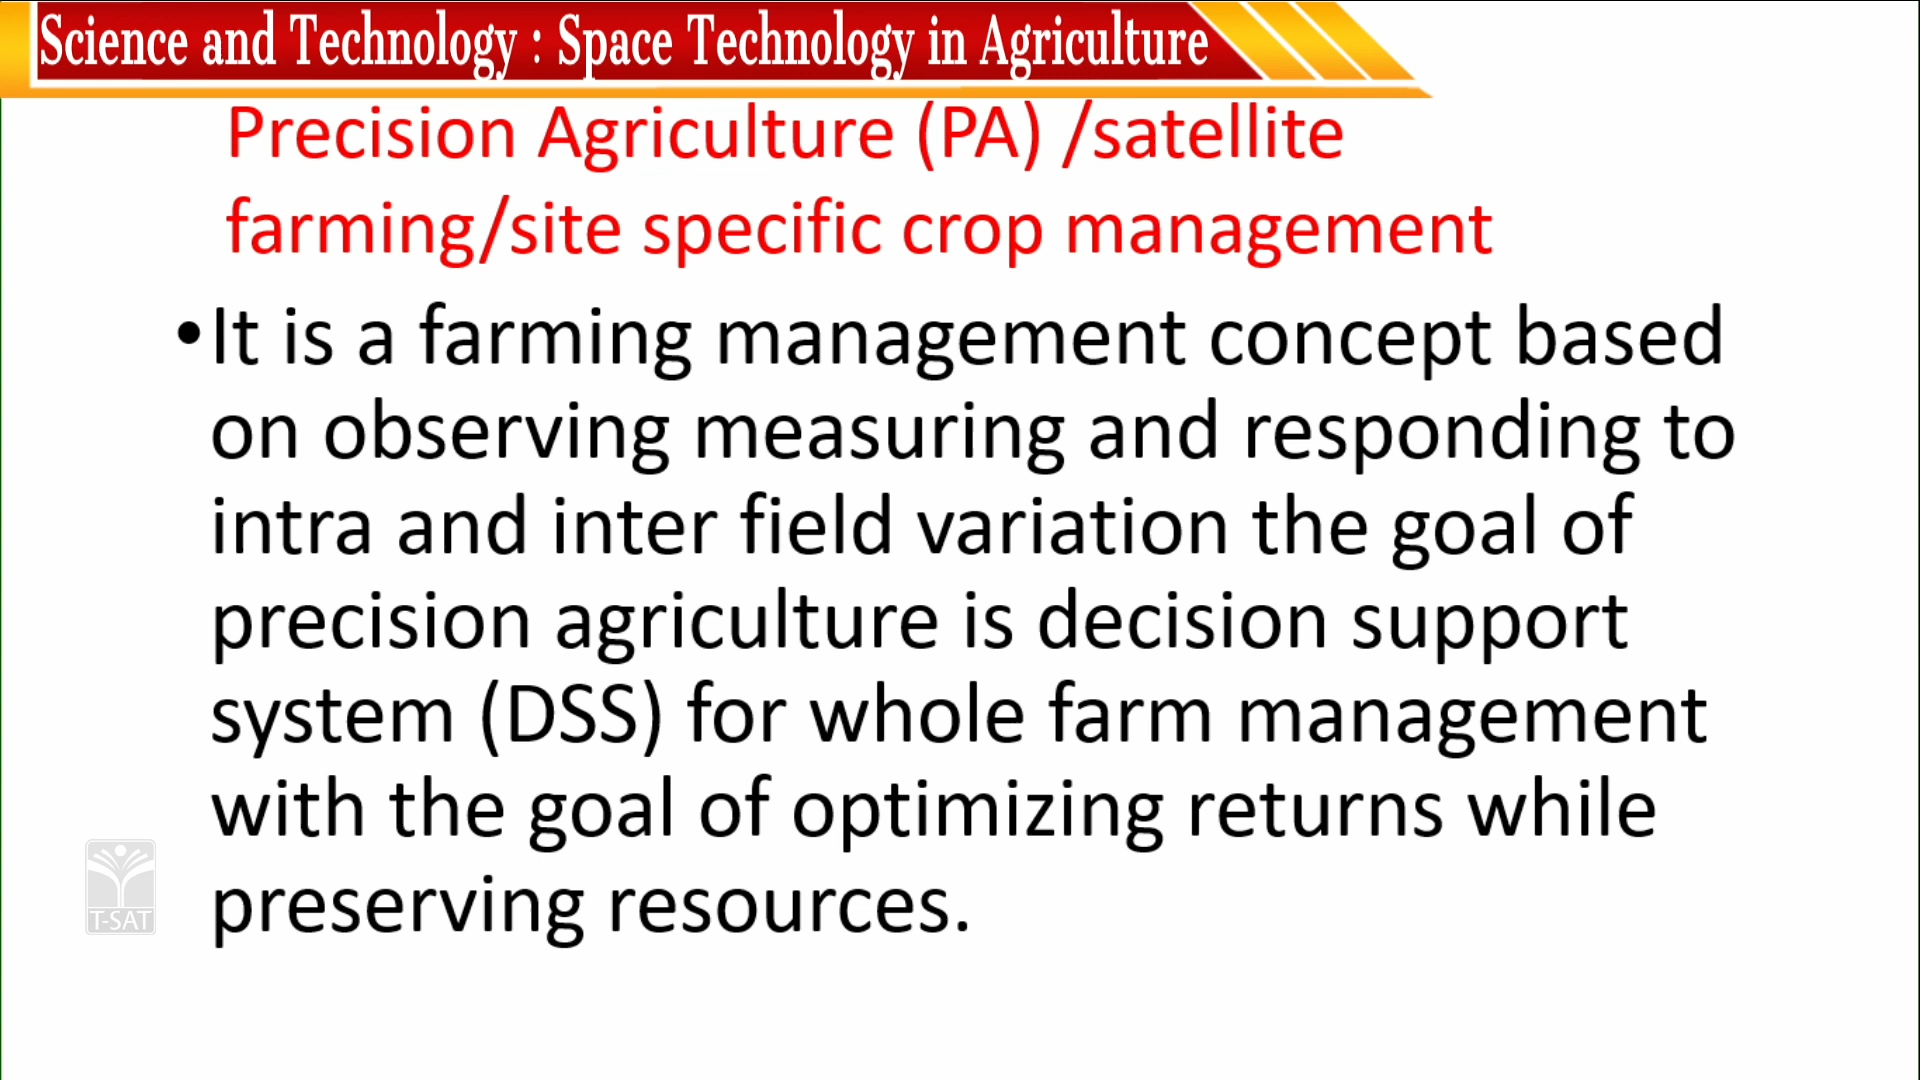 Science and Technology : Space Technology in Agriculture
Precision Agriculture (PA) /satellite
farming/site specific crop management
•It is a farming management concept based
on observing measuring and responding to
intra and inter field variation the goal of
precision agriculture is decision support
system (DSS) for whole farm management
with the goal of optimizing returns while
preserving resources.
T-SAT